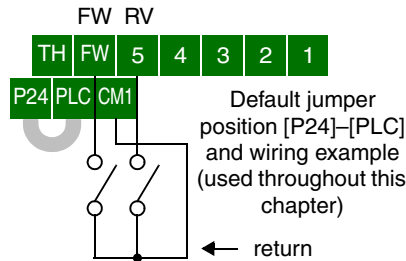 FW RV
TH FW 5 4 3 2 1
P24 PLC CM1
Default jumper
position [P24]–[PLC]
and wiring example
(used throughout this
chapter)
return